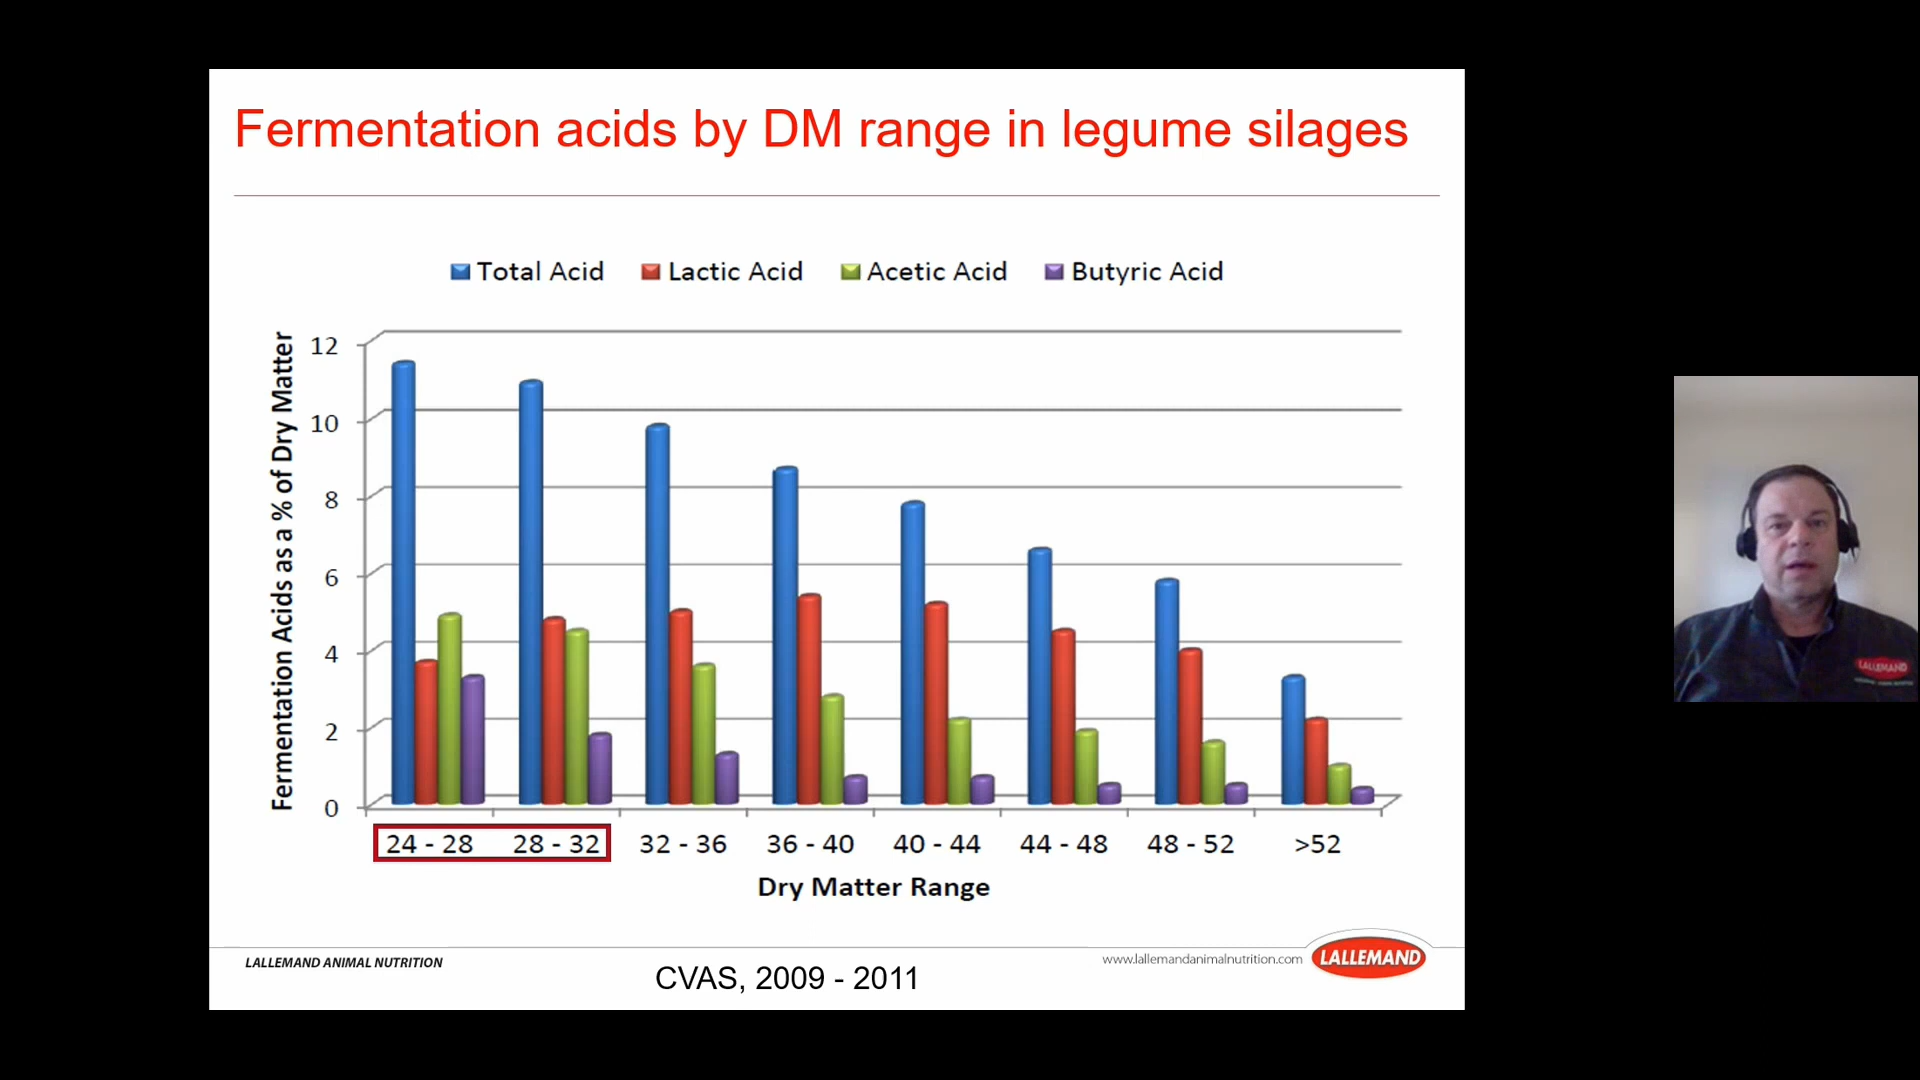 Fermentation acids by DM range in legume silages
Total Acid Lactic Acid Acetic Acid Butyric Acid
Fermentation Acids as a % of Dry Matter
12
10
8
6
4
2
0
24 - 28 28 - 32 32 - 36 36 - 40 40 - 44 44 - 48 48 - 52 >52
Dry Matter Range
LALLEMAND ANIMAL NUTRITION
CVAS, 2009 - 2011
www.lallemandanimalnutrition.com
LALLEMAND
LALLEMAND